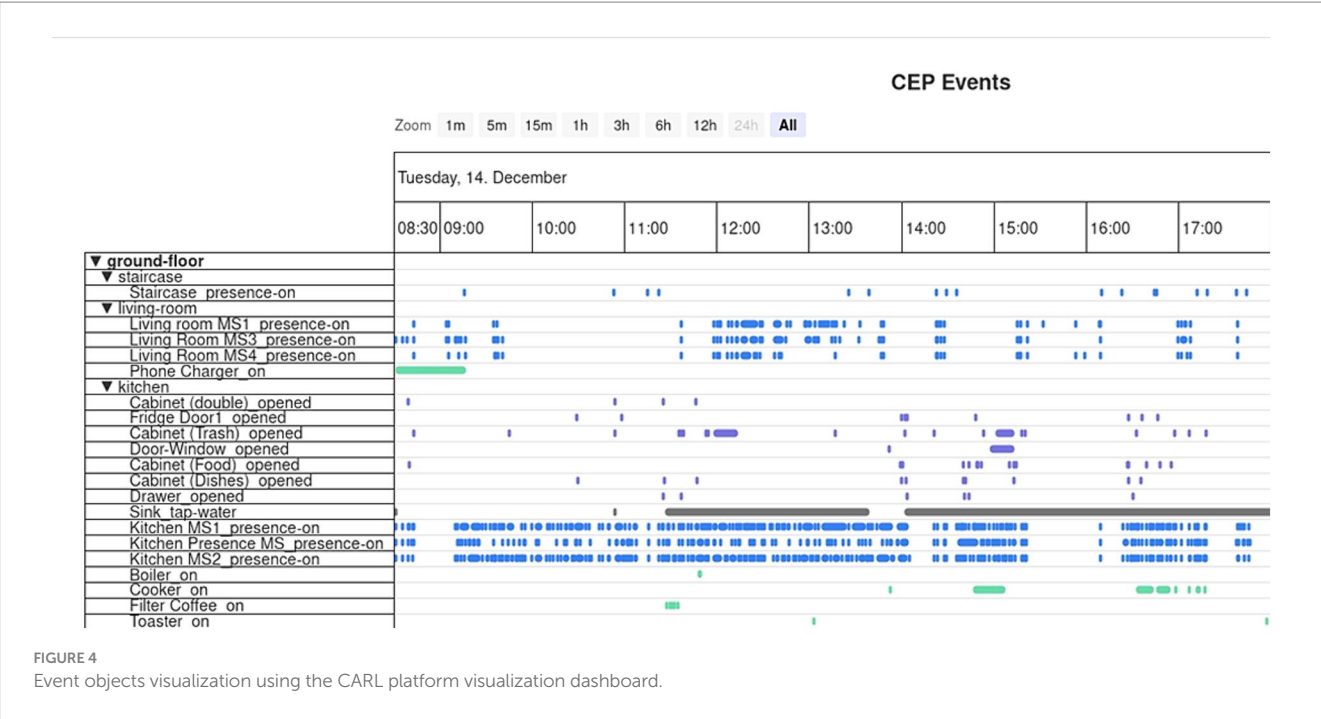 CEP Events
Zoom 1m 5m 15m 1h 3h 6h 12h 24h All
Tuesday, 14. December
08:30 09:00 10:00 11:00 12:00 13:00 14:00 15:00 16:00 17:00
▼ ground-floor
▼ staircase
Staircase_presence-on
▼ living-room
Living room MS1_presence-on
Living Room MS3_presence-on
Living Room MS4_presence-on
Phone Charger_on
▼ kitchen
Cabinet (double)_opened
Fridge Door1_opened
Cabinet (Trash)_opened
Door-Window_opened
Cabinet (Food)_opened
Cabinet (Dishes)_opened
Drawer_opened
Sink_tap-water
Kitchen MS1_presence-on
Kitchen Presence MS_presence-on
Kitchen MS2_presence-on
Boiler_on
Cooker_on
Filter Coffee_on
Toaster_on
FIGURE 4
Event objects visualization using the CARL platform visualization dashboard.